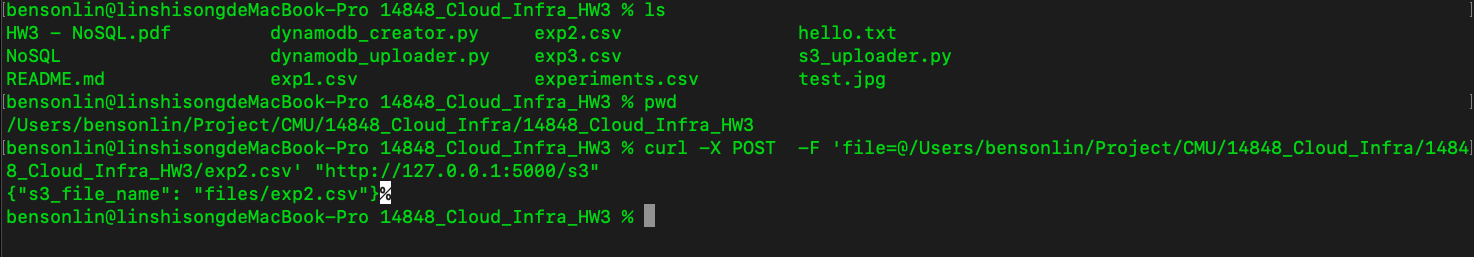 [bensonlin@linshisongdeMacBook-Pro 14848_Cloud_Infra_HW3 % ls ]
HW3 - NoSQL.pdf dynamodb_creator.py exp2.csv hello.txt
NoSQL dynamodb_uploader.py exp3.csv s3_uploader.py
README.md exp1.csv experiments.csv test.jpg
[bensonlin@linshisongdeMacBook-Pro 14848_Cloud_Infra_HW3 % pwd ]
/Users/bensonlin/Project/CMU/14848_Cloud_Infra/14848_Cloud_Infra_HW3
[bensonlin@linshisongdeMacBook-Pro 14848_Cloud_Infra_HW3 % curl -X POST  -F 'file=@/Users/bensonlin/Project/CMU/14848_Cloud_Infra/1484]
8_Cloud_Infra_HW3/exp2.csv' "http://127.0.0.1:5000/s3"
{"s3_file_name": "files/exp2.csv"}%
bensonlin@linshisongdeMacBook-Pro 14848_Cloud_Infra_HW3 %